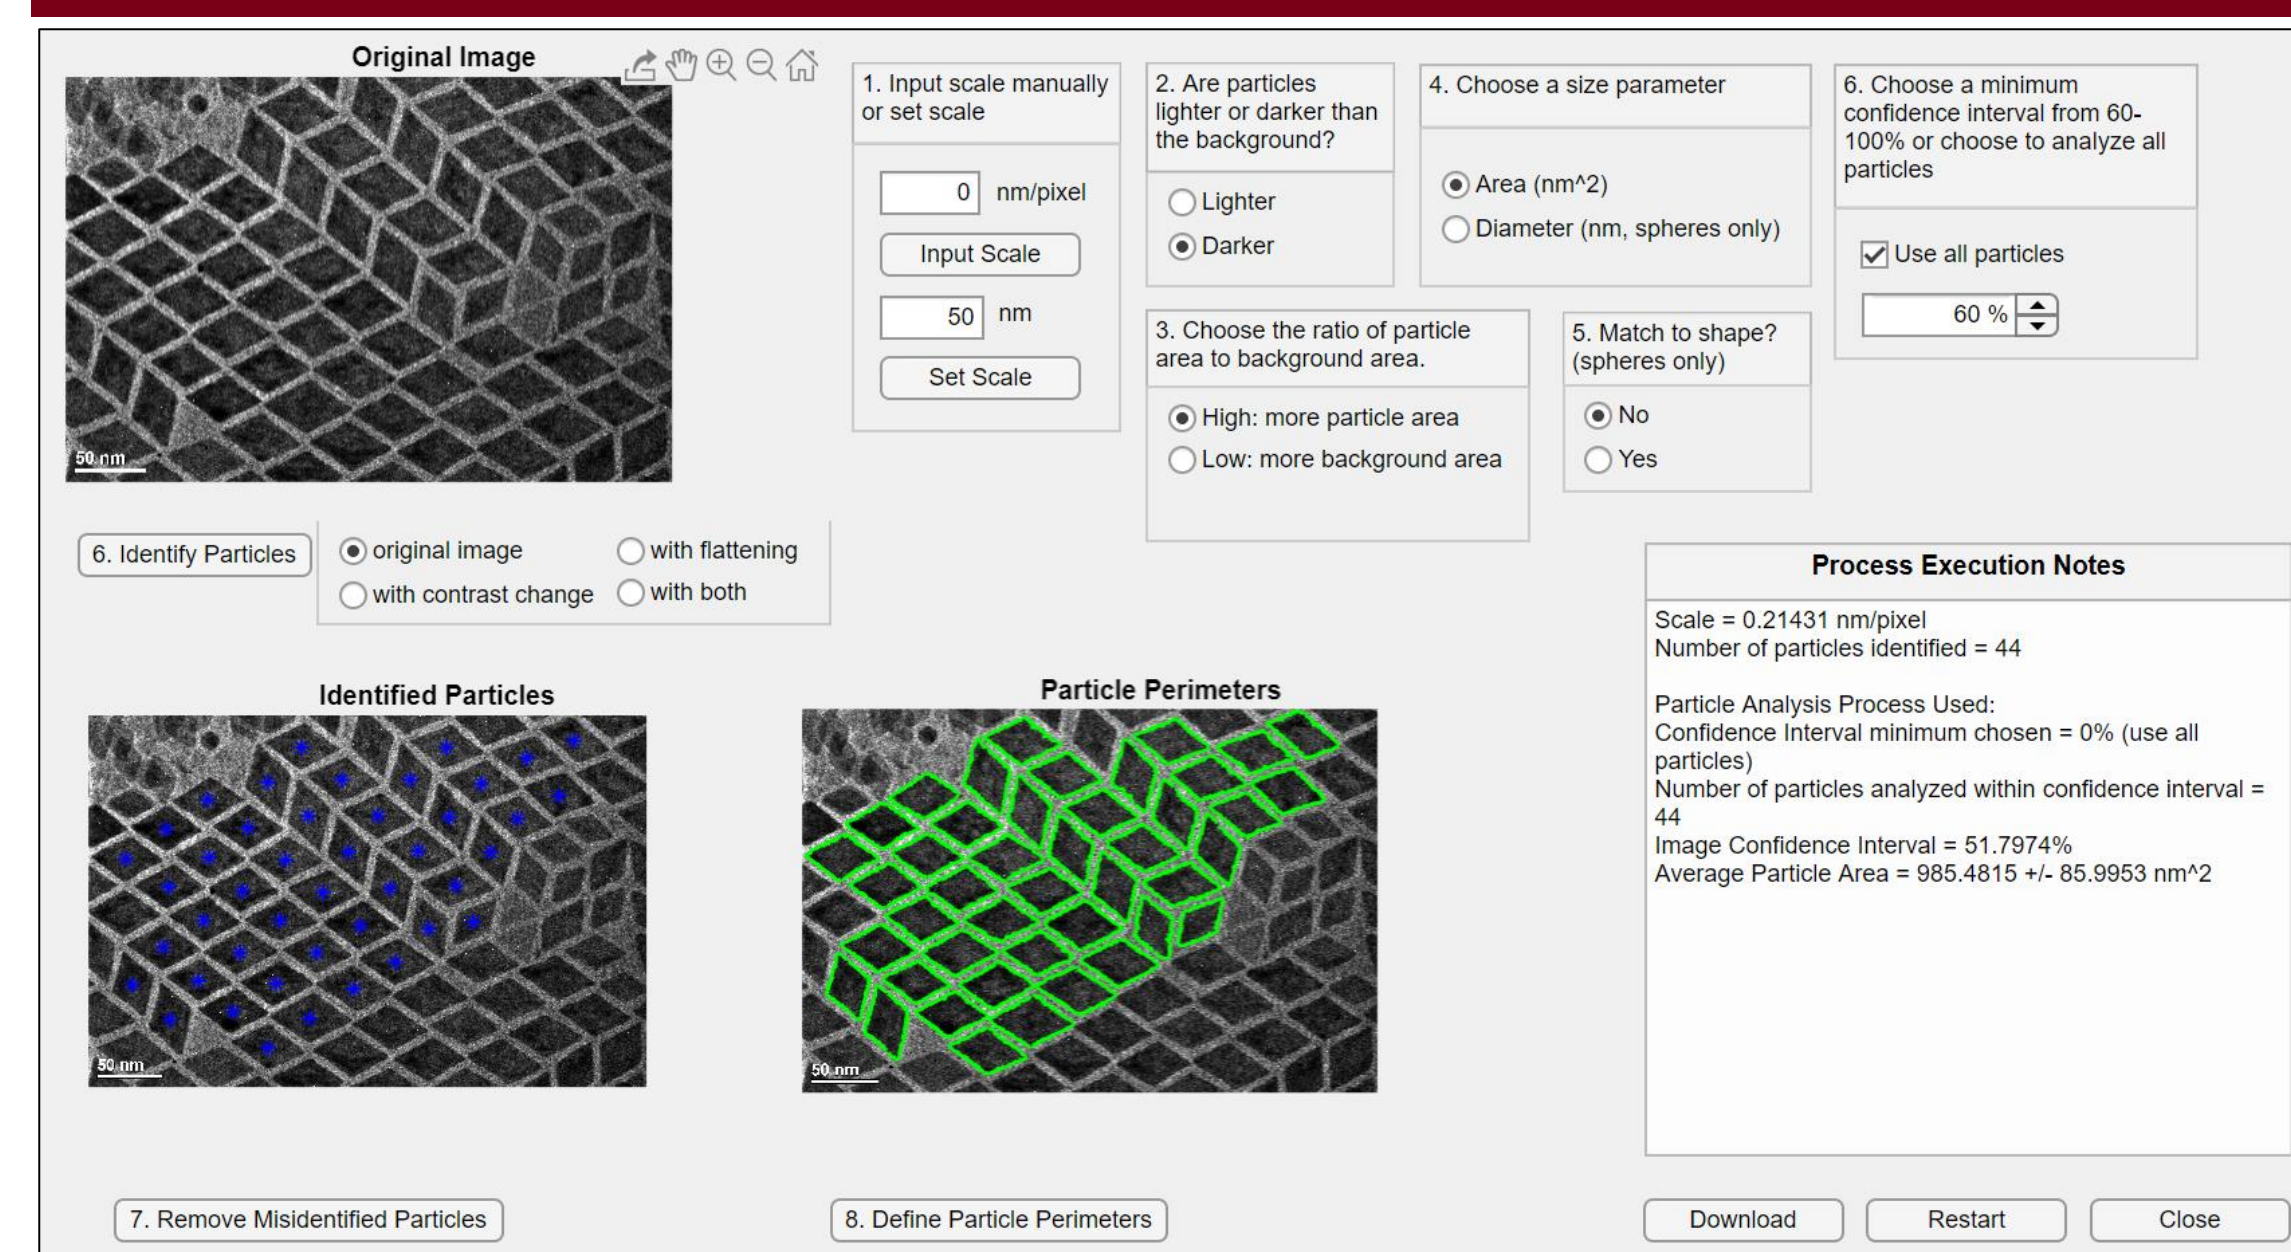 Original Image
50 nm
1. Input scale manually
or set scale
0 nm/pixel
Input Scale
50 nm
Set Scale
2. Are particles
lighter or darker than
the background?
Lighter
Darker
3. Choose the ratio of particle
area to background area.
High: more particle area
Low: more background area
4. Choose a size parameter
Area (nm^2)
Diameter (nm, spheres only)
5. Match to shape?
(spheres only)
No
Yes
6. Choose a minimum
confidence interval from 60-
100% or choose to analyze all
particles
Use all particles
60 %
6. Identify Particles
original image
with flattening
with contrast change
with both
Identified Particles
50 nm
Particle Perimeters
50 nm
Process Execution Notes
Scale = 0.21431 nm/pixel
Number of particles identified = 44
Particle Analysis Process Used:
Confidence Interval minimum chosen = 0% (use all
particles)
Number of particles analyzed within confidence interval =
44
Image Confidence Interval = 51.7974%
Average Particle Area = 985.4815 +/- 85.9953 nm^2
7. Remove Misidentified Particles
8. Define Particle Perimeters
Download
Restart
Close